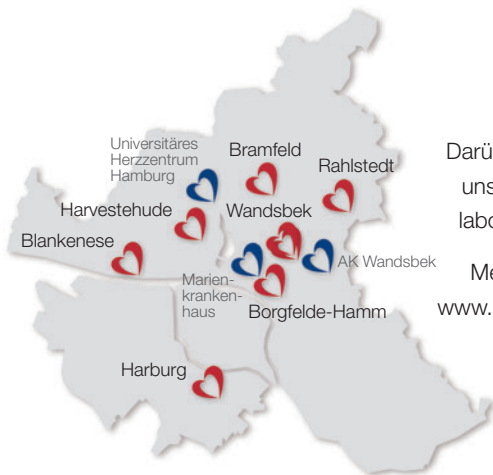 Universitäres
Herzzentrum
Hamburg
Bramfeld
Rahlstedt
Harvestehude
Wandsbek
Blankenese
AK Wandsbek
Marien-
kranken-
haus
Borgfelde-Hamm
Harburg
Darü
uns
labo
Me
www.